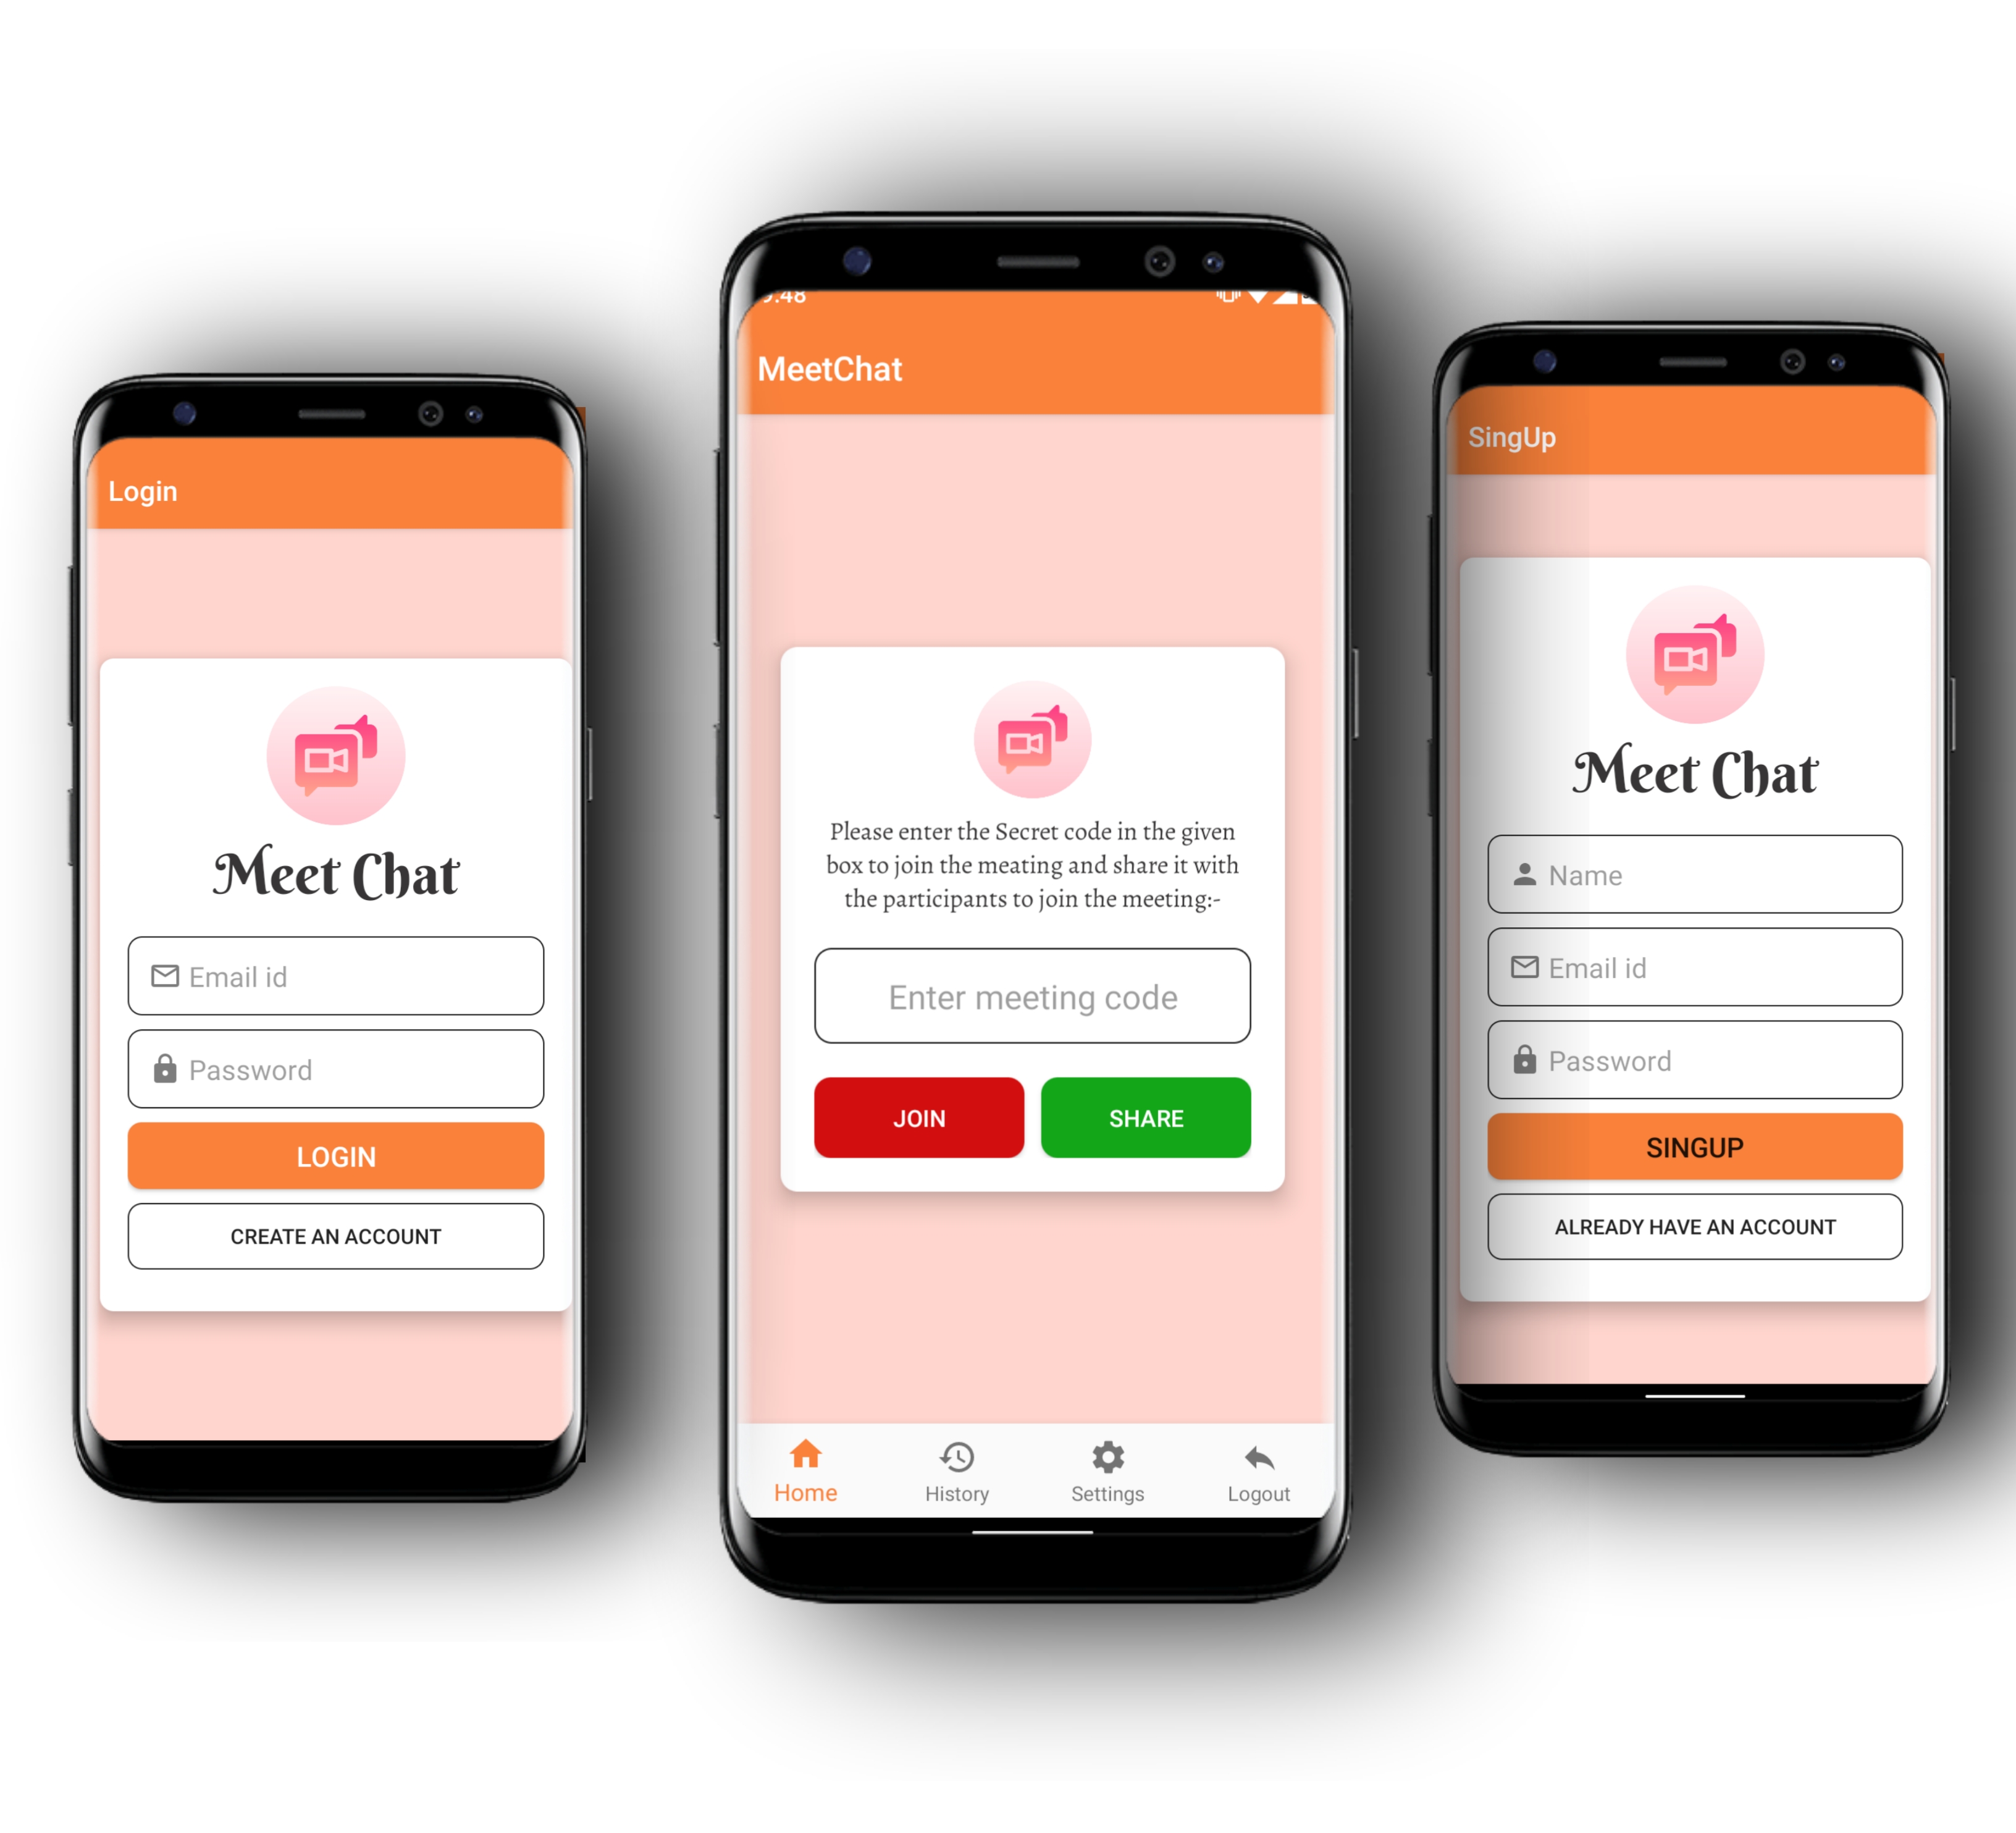 Login
Meet Chat
Email id
Password
LOGIN
CREATE AN ACCOUNT
MeetChat
Please enter the Secret code in the given
box to join the meating and share it with
the participants to join the meeting:-
Enter meeting code
JOIN
SHARE
Home
History
Settings
Logout
SingUp
Meet Chat
Name
Email id
Password
SINGUP
ALREADY HAVE AN ACCOUNT